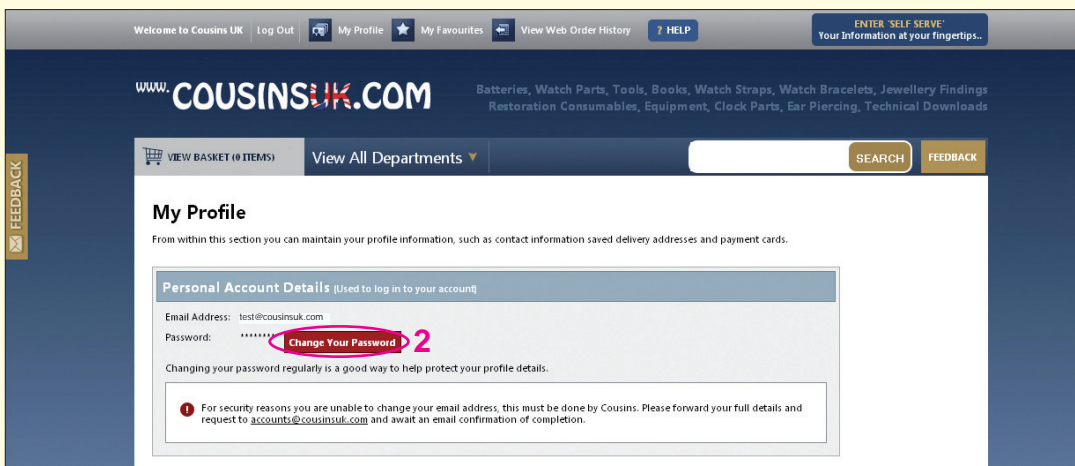 Welcome to Cousins UK Log Out My Profile My Favourites View Web Order History ? HELP
ENTER 'SELF SERVE'
Your Information at your fingertips..
www.COUSINSUK.COM
Batteries, Watch Parts, Tools, Books, Watch Straps, Watch Bracelets, Jewellery Findings
Restoration Consumables, Equipment, Clock Parts, Ear Piercing, Technical Downloads
VIEW BASKET (0 ITEMS) View All Departments SEARCH FEEDBACK
FEEDBACK
My Profile
From within this section you can maintain your profile information, such as contact information saved delivery addresses and payment cards.
Personal Account Details (Used to log in to your account)
Email Address: test@cousinsuk.com
Password: ******** Change Your Password 2
Changing your password regularly is a good way to help protect your profile details.
! For security reasons you are unable to change your email address, this must be done by Cousins. Please forward your full details and
request to accounts@cousinsuk.com and await an email confirmation of completion.